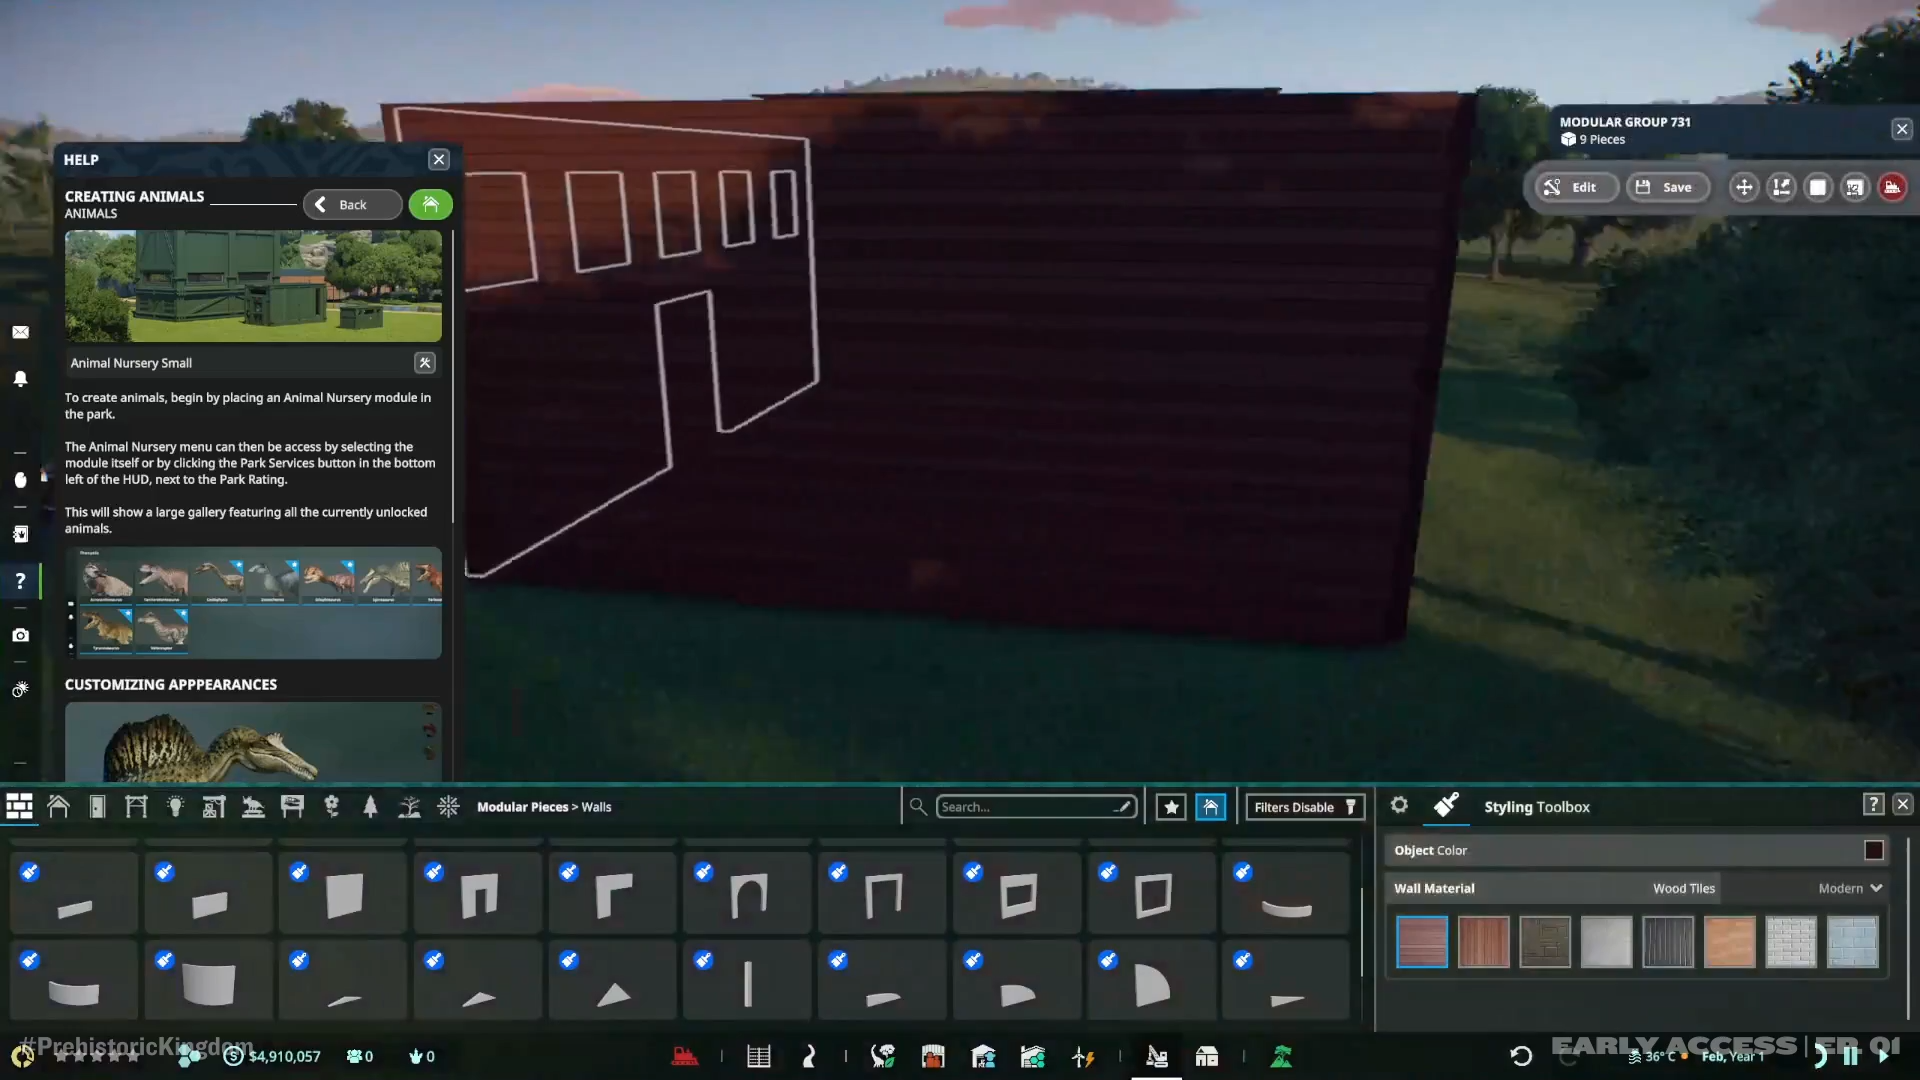 HELP
CREATING ANIMALS
ANIMALS
Back
Animal Nursery Small
To create animals, begin by placing an Animal Nursery module in
the park.
The Animal Nursery menu can then be access by selecting the
module itself or by clicking the Park Services button in the bottom
left of the HUD, next to the Park Rating.
This will show a large gallery featuring all the currently unlocked
animals.
CUSTOMIZING APPPEARANCES
MODULAR GROUP 731
9 Pieces
Edit
Save
Modular Pieces > Walls
Search...
Filters Disable
Styling Toolbox
?
Object Color
Wall Material
Wood Tiles
Modern
#PrehistoricKingdom
$4,910,057
0
0
EARLY ACCESS | EP. 01
36°C
Feb, Year 1